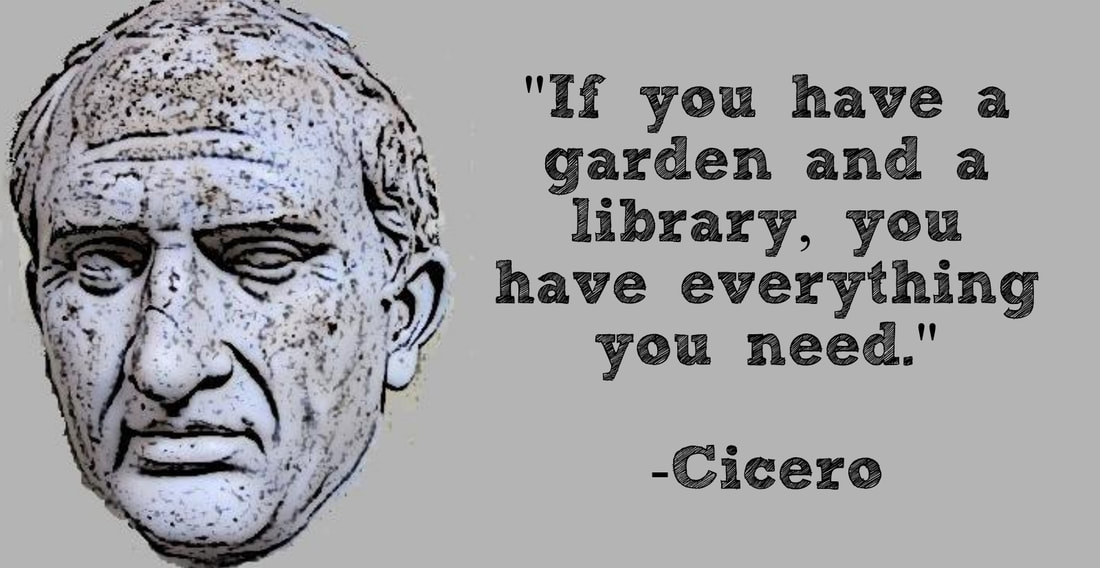 "If you have a
garden and a
library, you
have everything
you need."
-Cicero